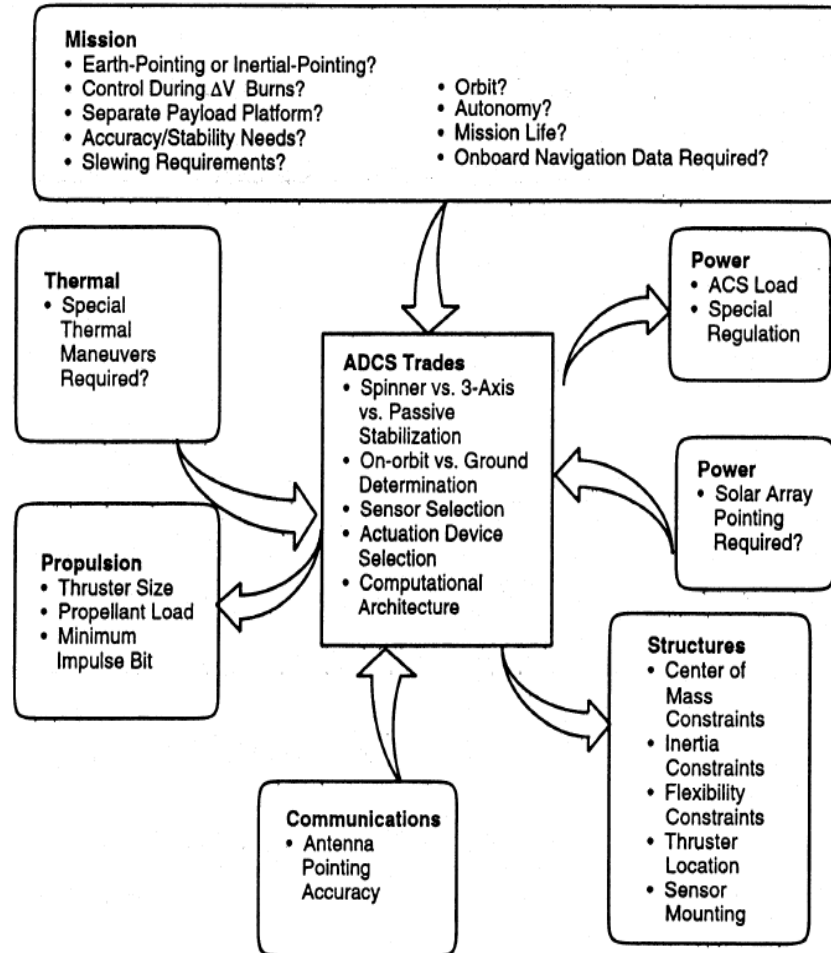 Mission
• Earth-Pointing or Inertial-Pointing?
• Control During ΔV Burns?
• Separate Payload Platform?
• Accuracy/Stability Needs?
• Slewing Requirements?
• Orbit?
• Autonomy?
• Mission Life?
• Onboard Navigation Data Required?
Thermal
• Special
Thermal
Maneuvers
Required?
Power
• ACS Load
• Special
Regulation
ADCS Trades
• Spinner vs. 3-Axis
vs. Passive
Stabilization
• On-orbit vs. Ground
Determination
• Sensor Selection
• Actuation Device
Selection
• Computational
Architecture
Power
• Solar Array
Pointing
Required?
Propulsion
• Thruster Size
• Propellant Load
• Minimum
Impulse Bit
Structures
• Center of
Mass
Constraints
• Inertia
Constraints
• Flexibility
Constraints
• Thruster
Location
• Sensor
Mounting
Communications
• Antenna
Pointing
Accuracy